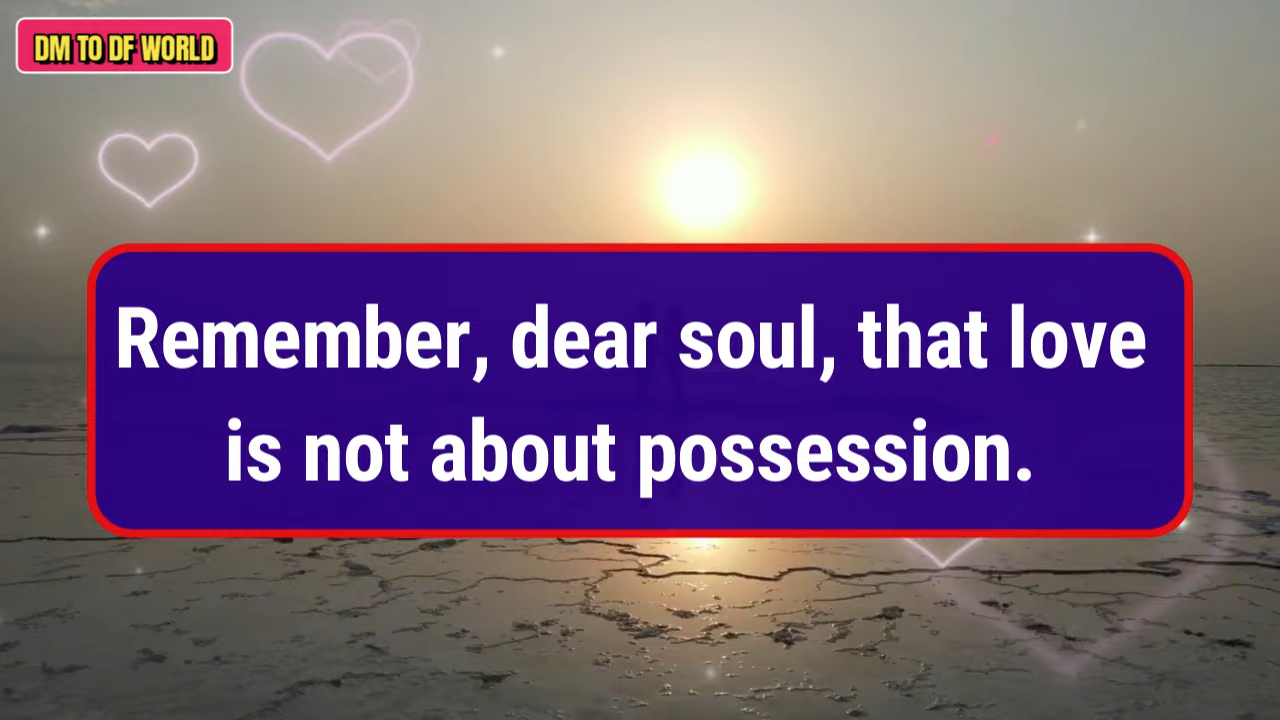 DM TO DF WORLD
Remember, dear soul, that love
is not about possession.